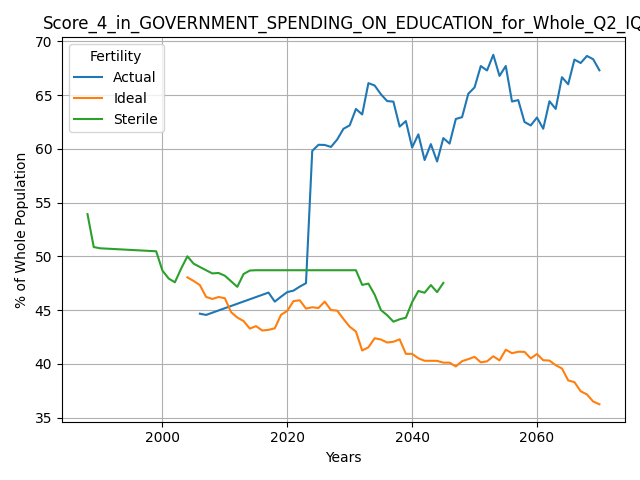 Score_4_in_GOVERNMENT_SPENDING_ON_EDUCATION_for_Whole_Q2_IQ
Fertility
Actual
Ideal
Sterile
70
65
60
55
50
45
40
35
% of Whole Population
2000
2020
2040
2060
Years